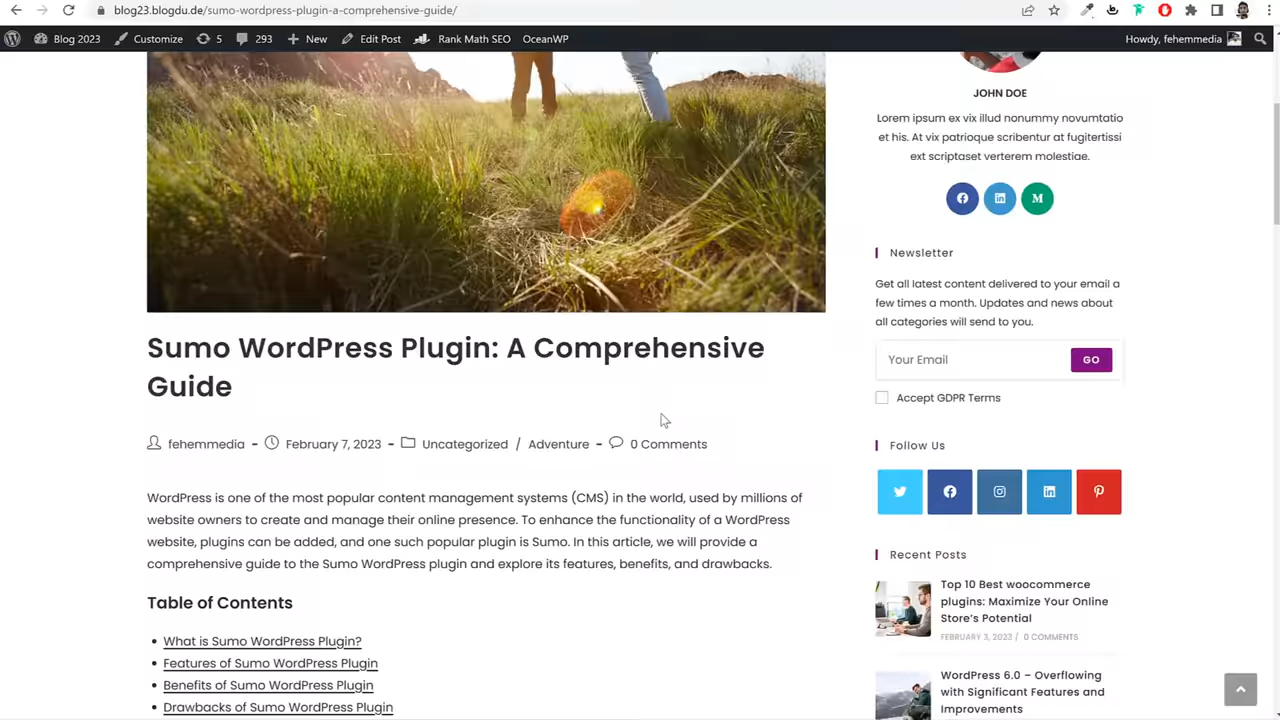 blog23.blogdu.de/sumo-wordpress-plugin-a-comprehensive-guide/
Blog 2023
Customize
5
293
New
Edit Post
Rank Math SEO
OceanWP
Howdy, fehemmedia
Sumo WordPress Plugin: A Comprehensive
Guide
fehemmedia - February 7, 2023 - Uncategorized / Adventure - 0 Comments
WordPress is one of the most popular content management systems (CMS) in the world, used by millions of
website owners to create and manage their online presence. To enhance the functionality of a WordPress
website, plugins can be added, and one such popular plugin is Sumo. In this article, we will provide a
comprehensive guide to the Sumo WordPress plugin and explore its features, benefits, and drawbacks.
Table of Contents
What is Sumo WordPress Plugin?
Features of Sumo WordPress Plugin
Benefits of Sumo WordPress Plugin
Drawbacks of Sumo WordPress Plugin
JOHN DOE
Lorem ipsum ex vix illud nonummy novumtatio
et his. At vix patrioque scribentur at fugitertissi
ext scriptaset verterem molestiae.
M
Newsletter
Get all latest content delivered to your email a
few times a month. Updates and news about
all categories will send to you.
Your Email
GO
Accept GDPR Terms
Follow Us
Recent Posts
Top 10 Best woocommerce
plugins: Maximize Your Online
Store's Potential
FEBRUARY 3, 2023 / 0 COMMENTS
WordPress 6.0 – Overflowing
with Significant Features and
Improvements